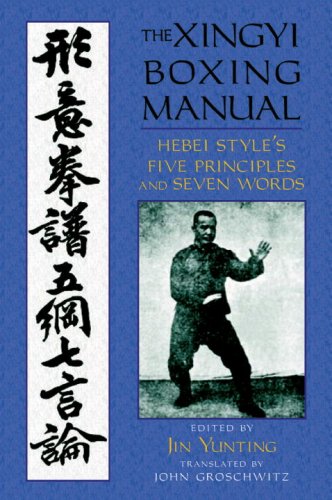 形意拳譜五綱七言論
THE XINGYI
BOXING
MANUAL
HEBEI STYLE'S
FIVE PRINCIPLES
AND SEVEN WORDS
EDITED BY
JIN YUNTING
TRANSLATED BY
JOHN GROSCHWITZ